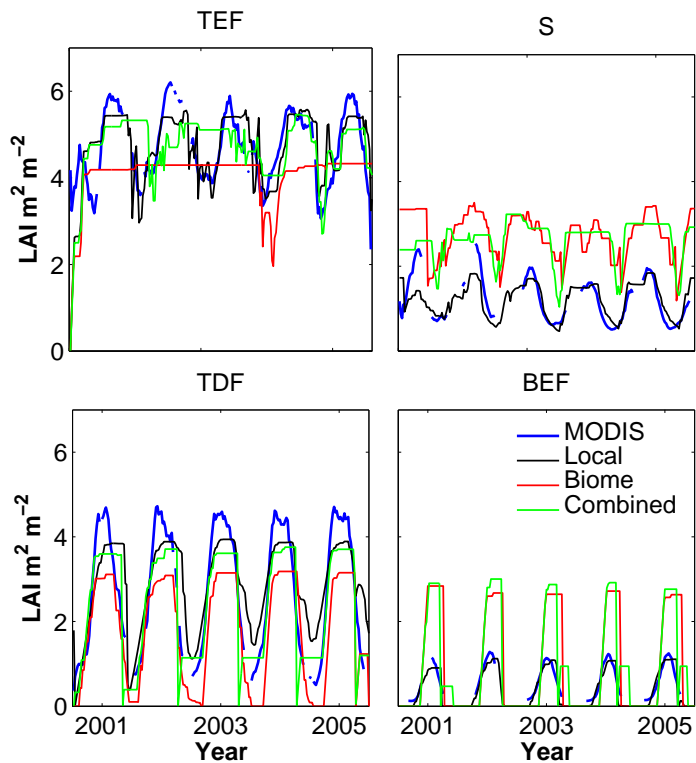 TEF
S
LAI m² m⁻²
6
4
2
0
TDF
BEF
LAI m² m⁻²
6
4
2
0
MODIS
Local
Biome
Combined
2001
2003
2005
Year
2001
2003
2005
Year